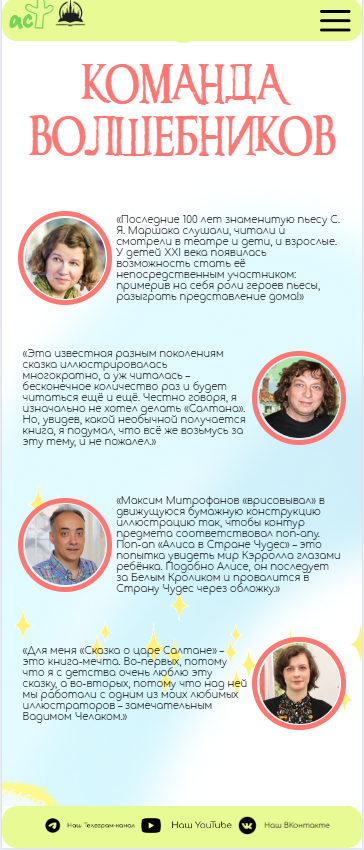 аст
КОМАНДА
ВОЛШЕБНИКОВ
«Последние 100 лет знаменитую пьесу С.
Я. Маршака слушали, читали и
смотрели в театре и дети, и взрослые.
У детей XXI века появилась
возможность стать её
непосредственным участником:
примерив на себя роли героев пьесы,
разыграть представление дома!»
«Эта известная разным поколениям
сказка иллюстрировалась
многократно, а уж читалась –
бесконечное количество раз и будет
читаться ещё и ещё. Честно говоря, я
изначально не хотел делать «Салтана».
Но, увидев, какой необычной получается
книга, я подумал, что всё же возьмусь за
эту тему, и не пожалел.»
«Максим Митрофанов «врисовывал» в
движущуюся бумажную конструкцию
иллюстрацию так, чтобы контур
предмета соответствовал поп-апу.
Поп-ап «Алиса в Стране Чудес» – это
попытка увидеть мир Кэрролла глазами
ребёнка. Подобно Алисе, он последует
за Белым Кроликом и провалится в
Страну Чудес через обложку.»
«Для меня «Сказка о царе Салтане» –
это книга-мечта. Во-первых, потому
что я с детства очень люблю эту
сказку, а во-вторых, потому что над ней
мы работали с одним из моих любимых
иллюстраторов – замечательным
Вадимом Челаком.»
Наш Телеграм-канал Наш YouTube Наш ВКонтакте